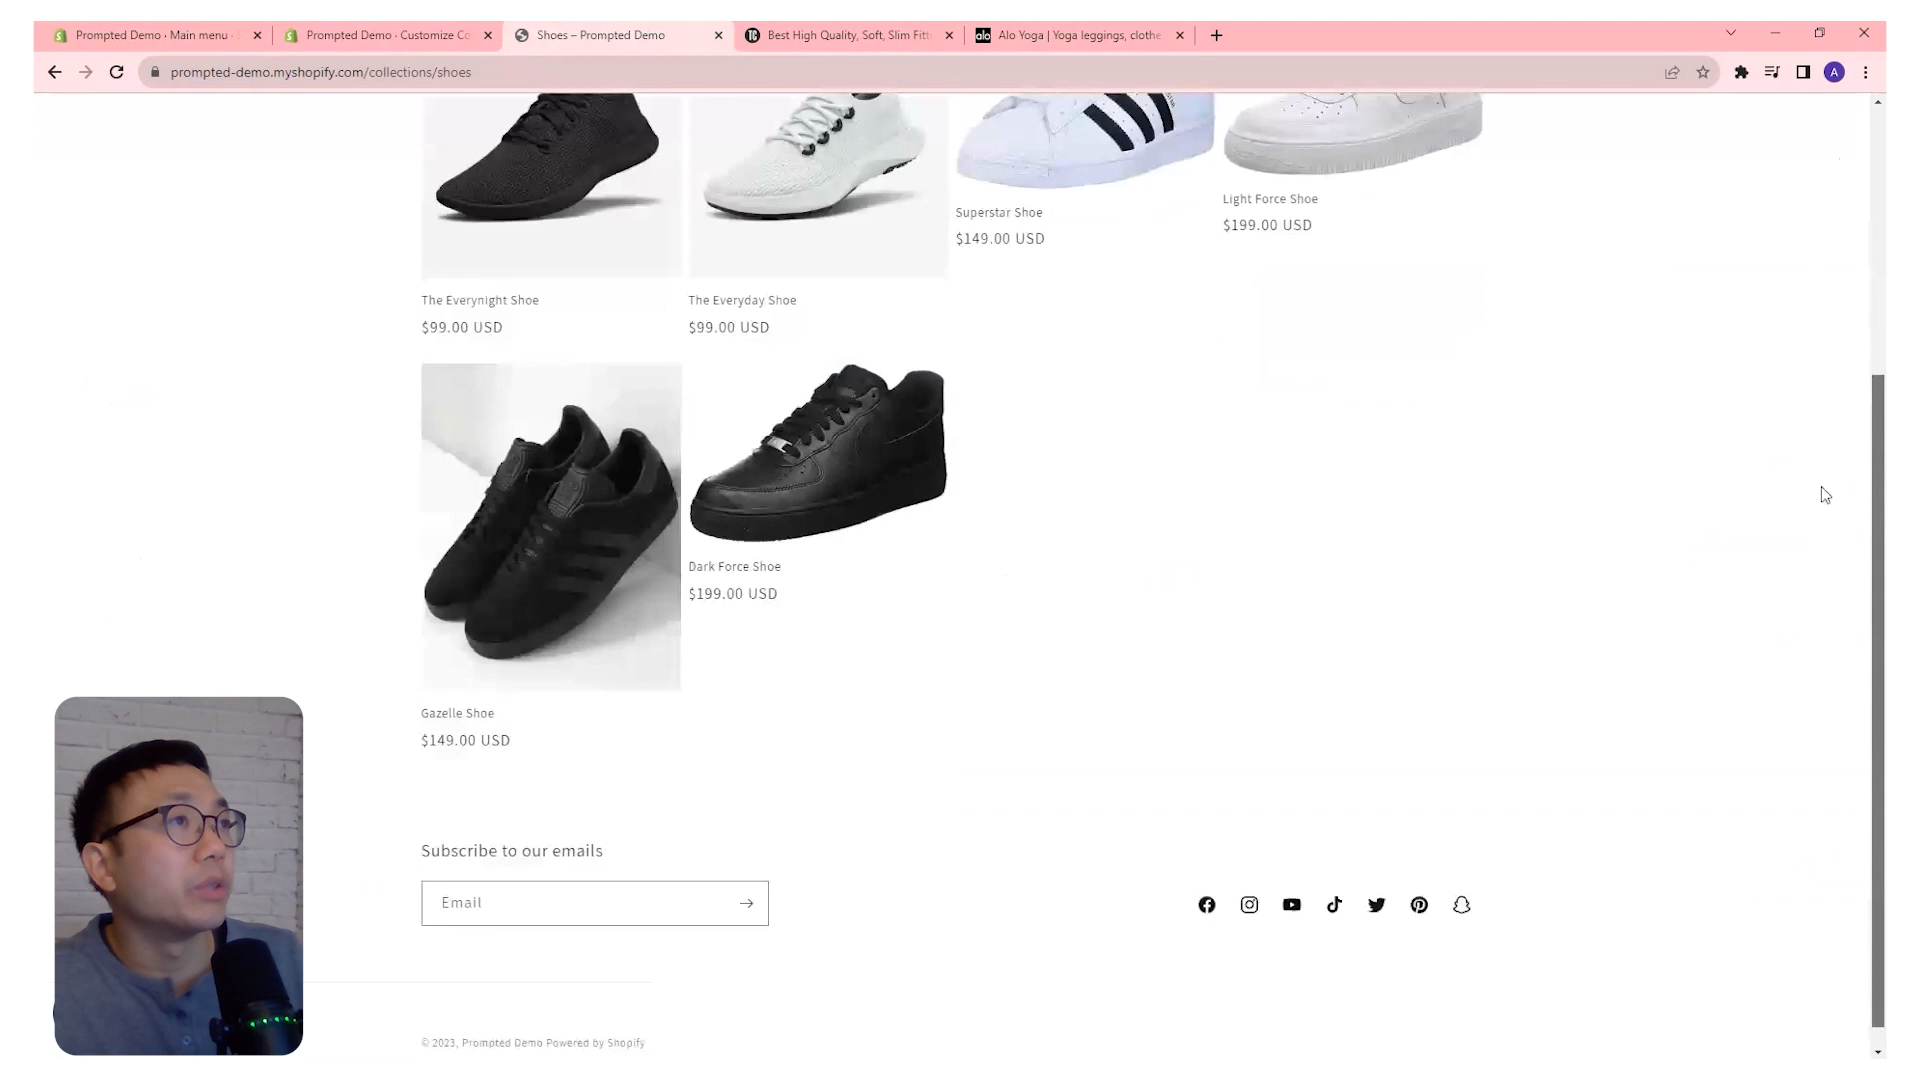 Prompted Demo · Main menu ·
Prompted Demo · Customize Co
Shoes – Prompted Demo
Best High Quality, Soft, Slim Fitt
Alo Yoga | Yoga leggings, clothe
prompted-demo.myshopify.com/collections/shoes
A
Superstar Shoe
$149.00 USD
Light Force Shoe
$199.00 USD
The Everynight Shoe
$99.00 USD
The Everyday Shoe
$99.00 USD
Dark Force Shoe
$199.00 USD
Gazelle Shoe
$149.00 USD
Subscribe to our emails
Email
© 2023, Prompted Demo Powered by Shopify